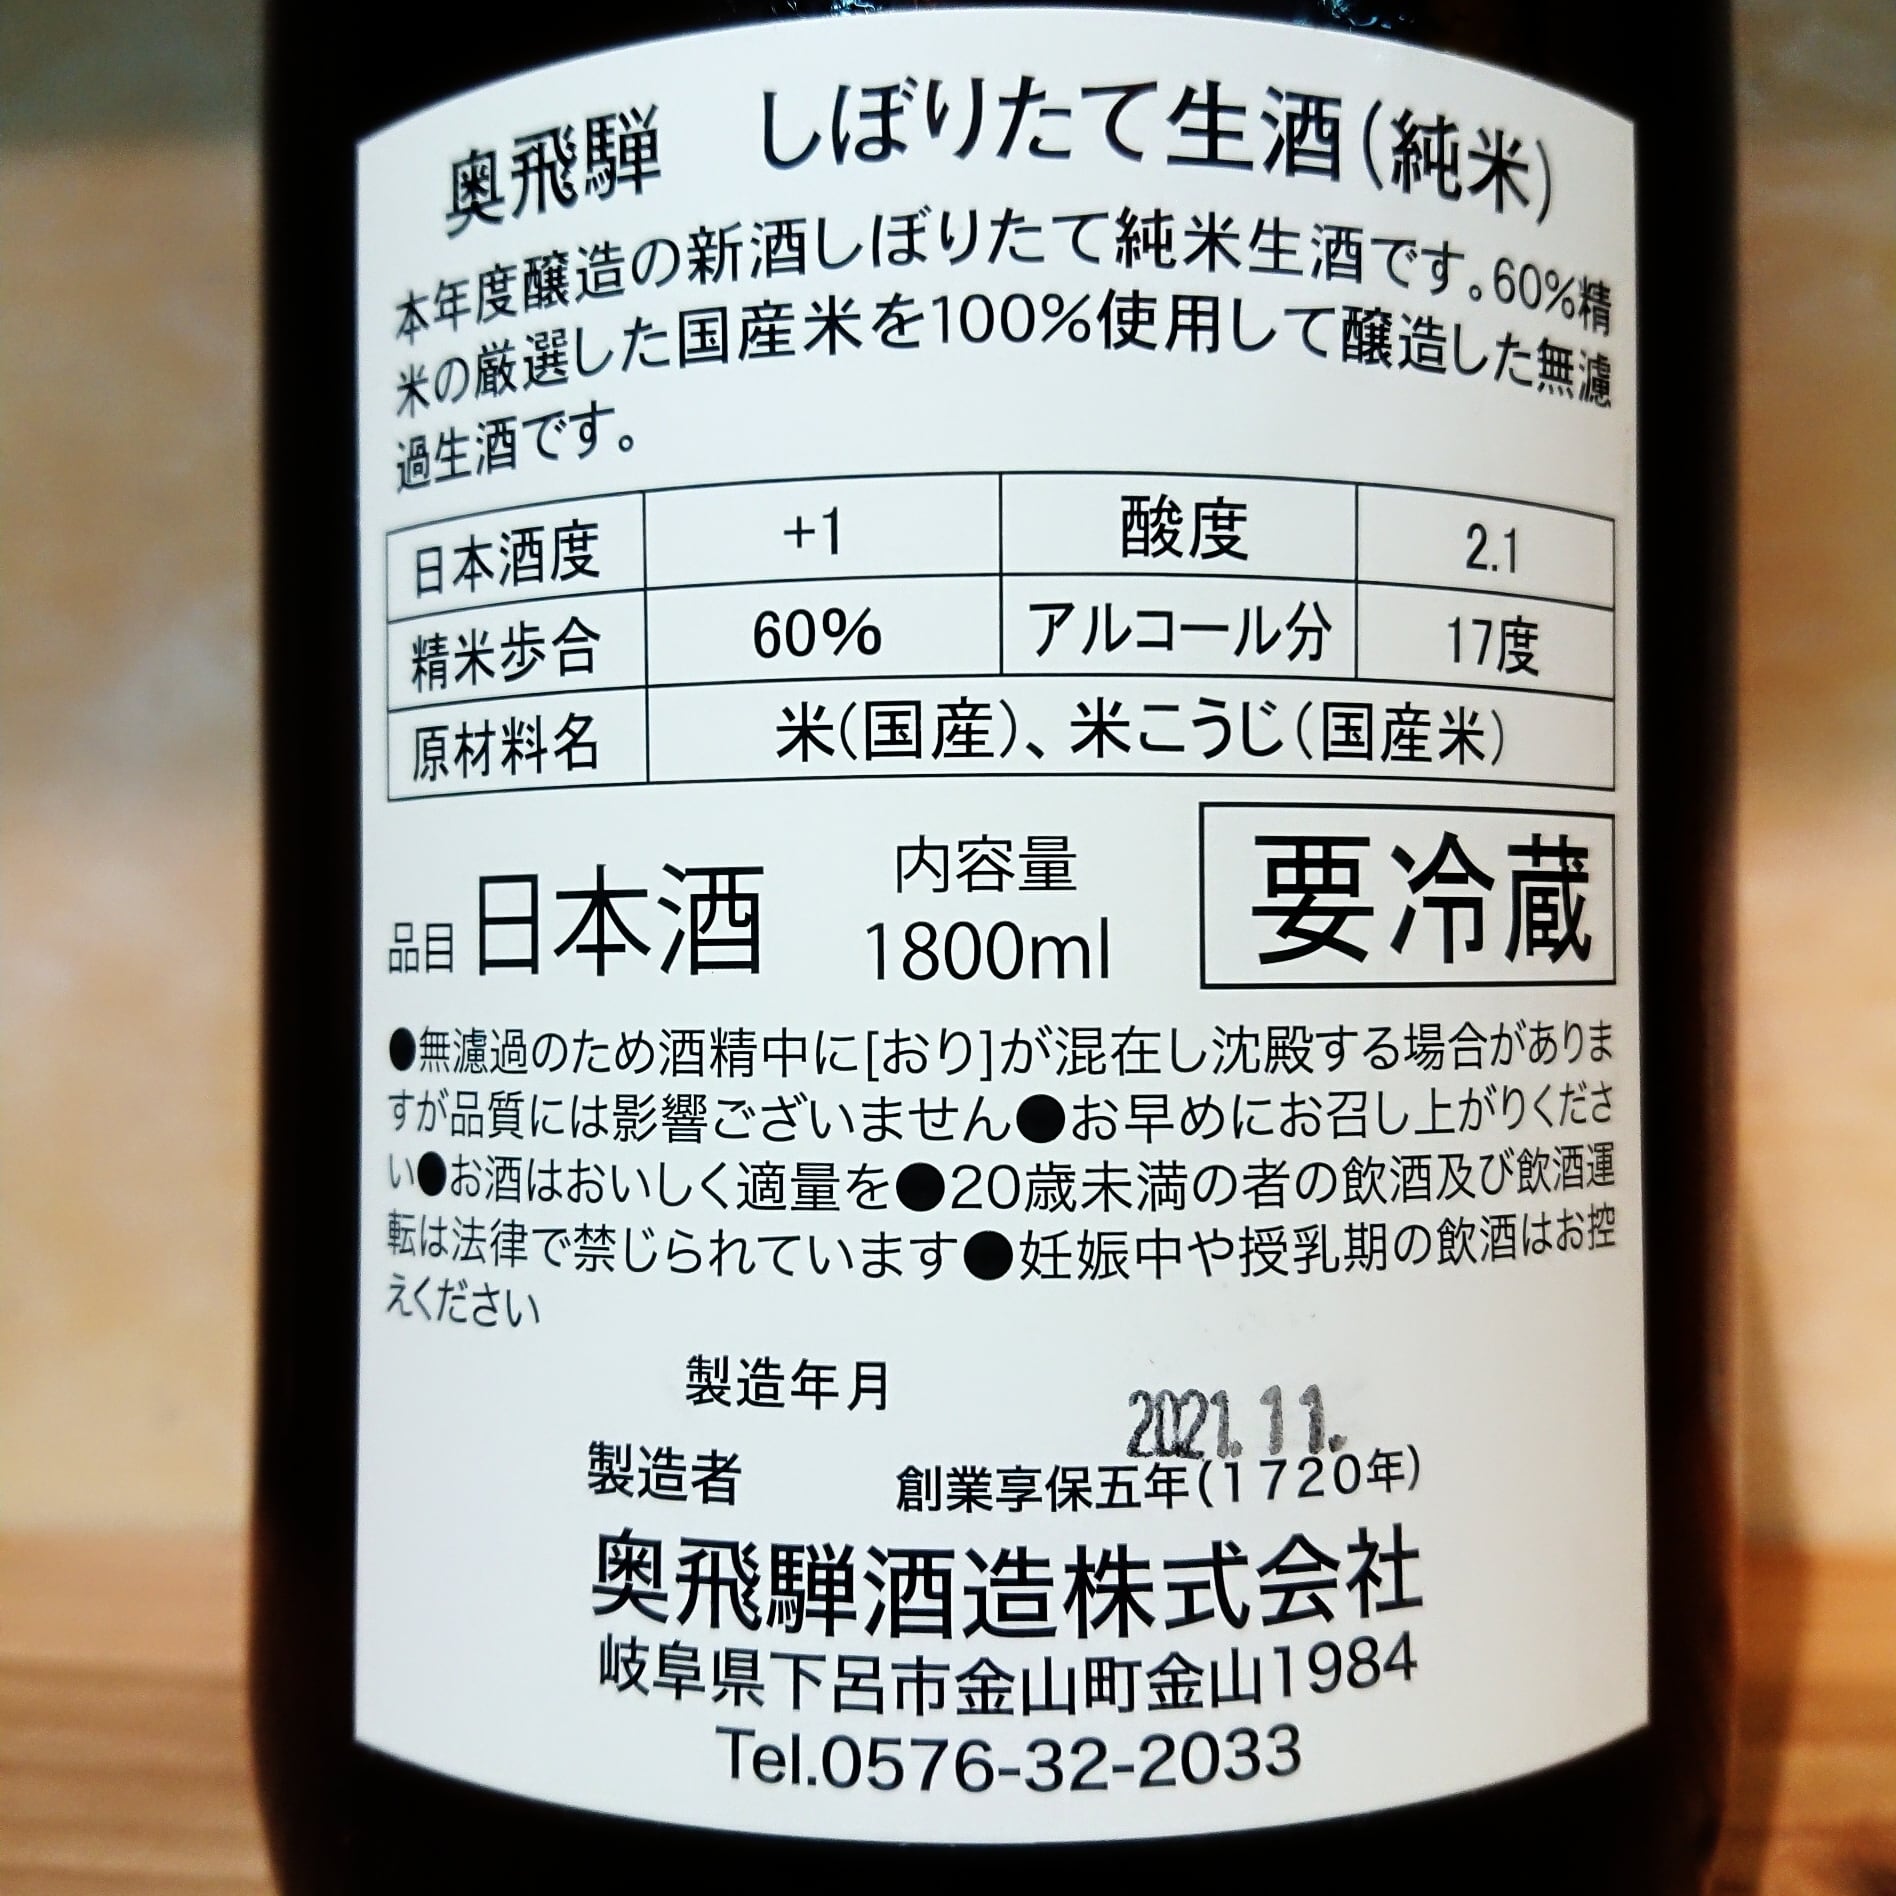 奥飛騨　しぼりたて生酒(純米)
本年度醸造の新酒しぼりたて純米生酒です。60%精
米の厳選した国産米を100%使用して醸造した無濾
過生酒です。
日本酒度 +1 酸度 2.1
精米歩合 60% アルコール分 17度
原材料名 米(国産)、米こうじ(国産米)
品目 日本酒 内容量 1800ml 要冷蔵
●無濾過のため酒精中に[おり]が混在し沈殿する場合がありま
すが品質には影響ございません●お早めにお召し上がりくださ
い●お酒はおいしく適量を●20歳未満の者の飲酒及び飲酒運
転は法律で禁じられています●妊娠中や授乳期の飲酒はお控
えください
製造年月 2021.11.
製造者 創業享保五年(1720年)
奥飛騨酒造株式会社
岐阜県下呂市金山町金山1984
Tel.0576-32-2033